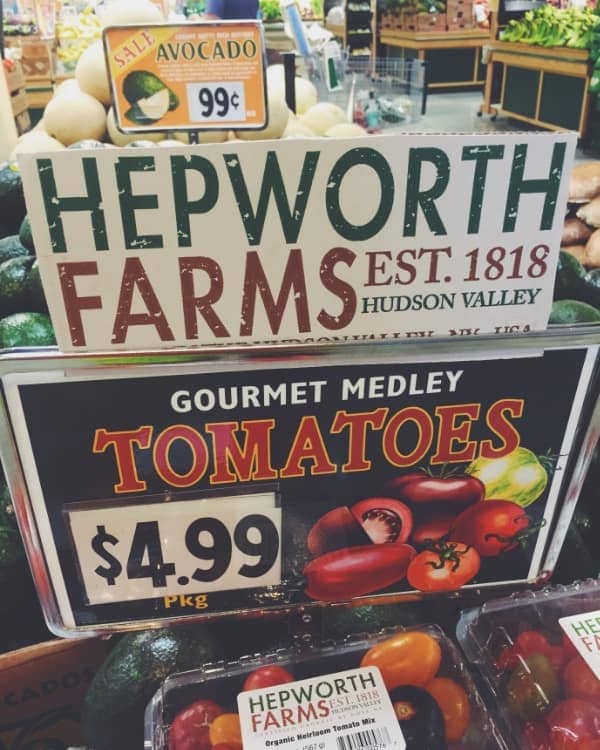 SALE
AVOCADO
99¢
HEPWORTH
FARMS EST. 1818
HUDSON VALLEY
GOURMET MEDLEY
TOMATOES
$4.99
Pkg
HEPWORTH
FARMS EST. 1818
HUDSON VALLEY
Organic Heirloom Tomato Mix